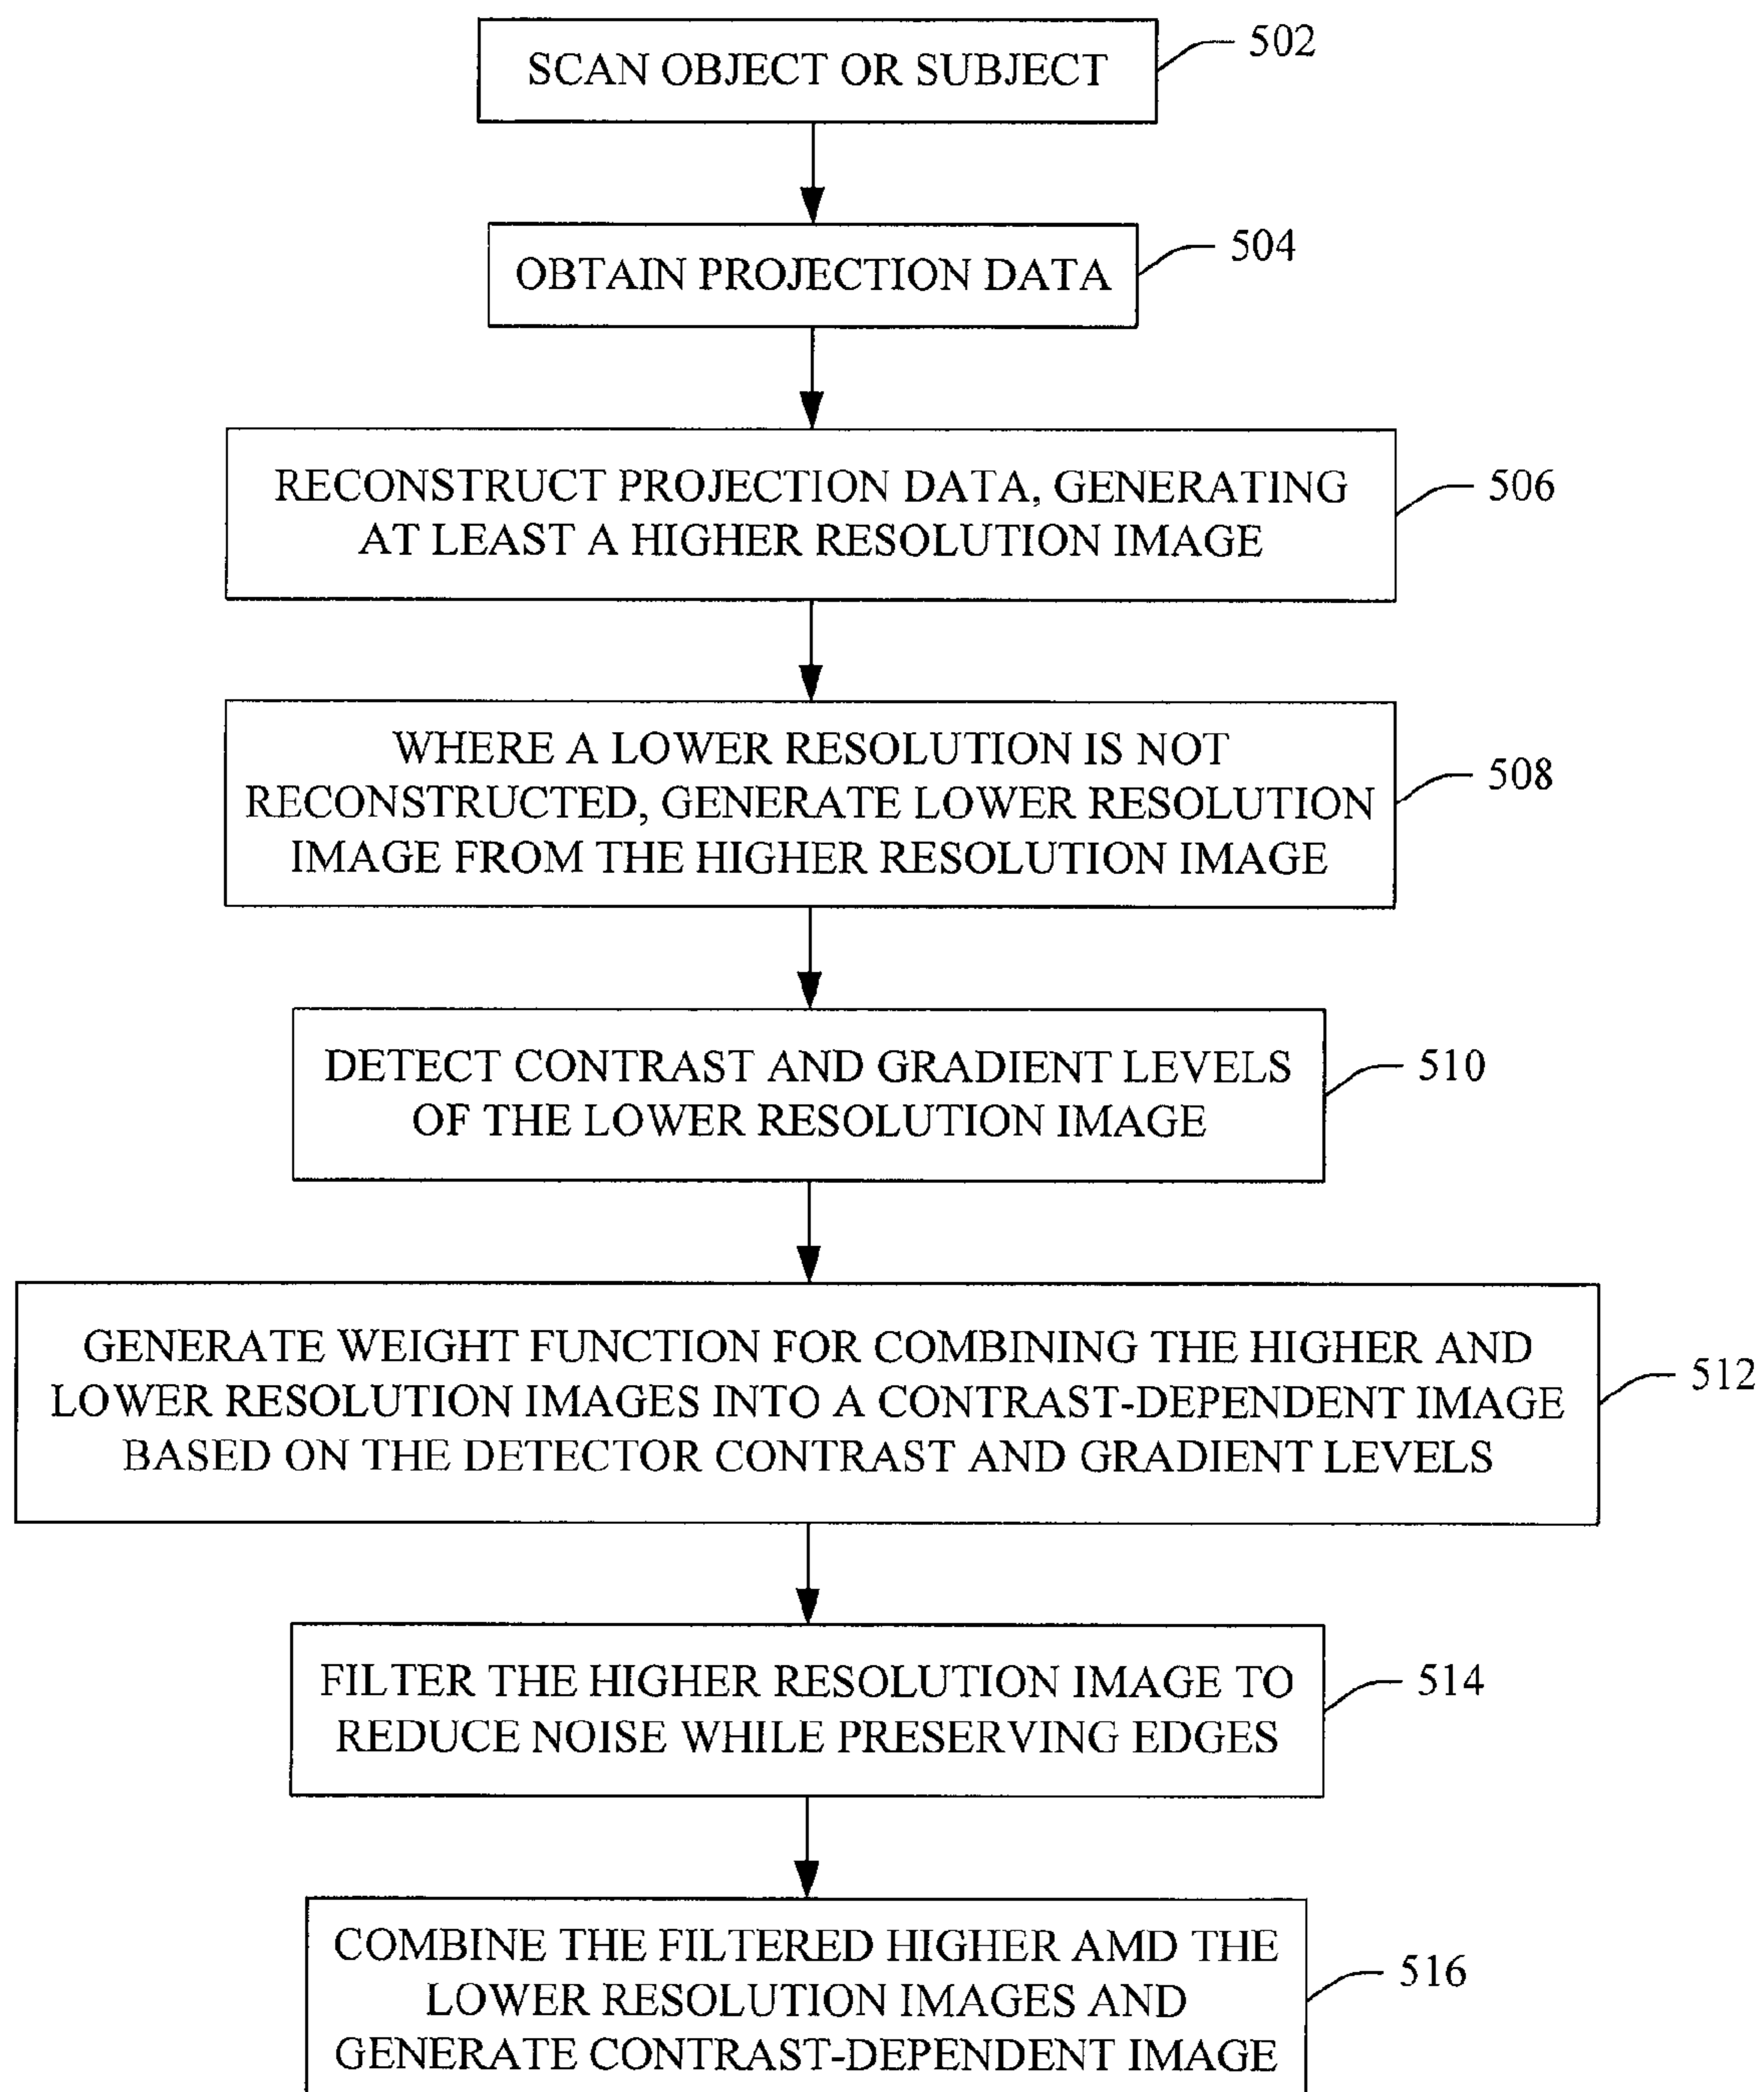 SCAN OBJECT OR SUBJECT
502
OBTAIN PROJECTION DATA
504
RECONSTRUCT PROJECTION DATA, GENERATING
AT LEAST A HIGHER RESOLUTION IMAGE
506
WHERE A LOWER RESOLUTION IS NOT
RECONSTRUCTED, GENERATE LOWER RESOLUTION
IMAGE FROM THE HIGHER RESOLUTION IMAGE
508
DETECT CONTRAST AND GRADIENT LEVELS
OF THE LOWER RESOLUTION IMAGE
510
GENERATE WEIGHT FUNCTION FOR COMBINING THE HIGHER AND
LOWER RESOLUTION IMAGES INTO A CONTRAST-DEPENDENT IMAGE
BASED ON THE DETECTOR CONTRAST AND GRADIENT LEVELS
512
FILTER THE HIGHER RESOLUTION IMAGE TO
REDUCE NOISE WHILE PRESERVING EDGES
514
COMBINE THE FILTERED HIGHER AMD THE
LOWER RESOLUTION IMAGES AND
GENERATE CONTRAST-DEPENDENT IMAGE
516